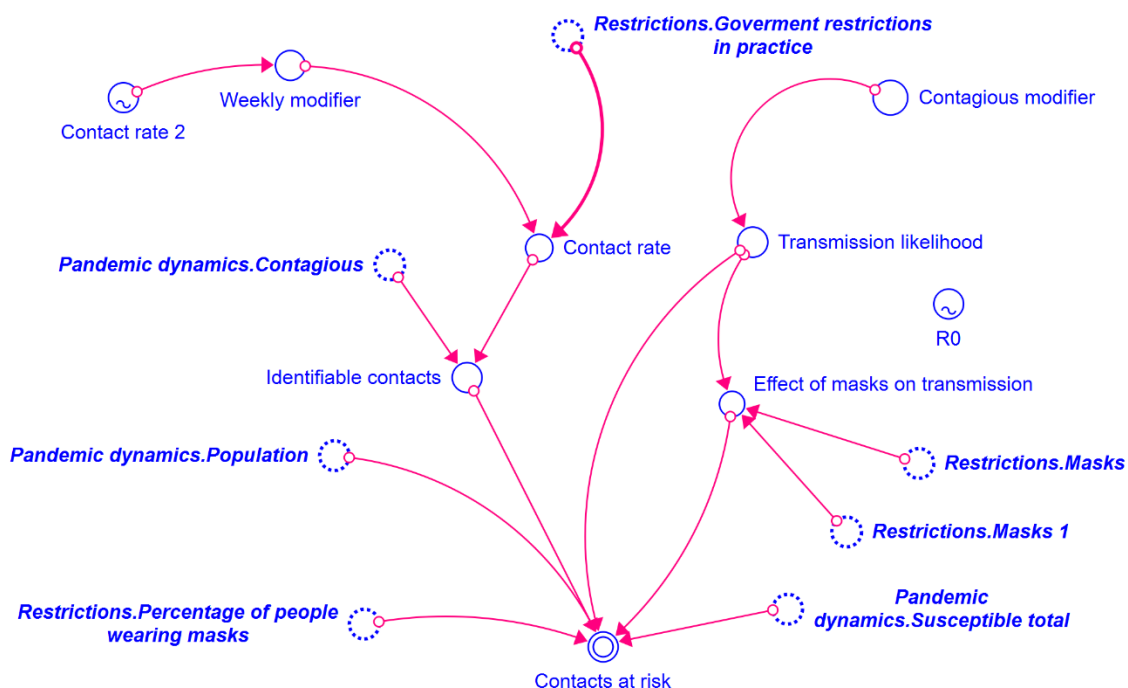 Restrictions.Goverment restrictions
in practice
Weekly modifier
Contagious modifier
Contact rate 2
Contact rate
Transmission likelihood
Pandemic dynamics.Contagious
R0
Identifiable contacts
Effect of masks on transmission
Pandemic dynamics.Population
Restrictions.Masks
Restrictions.Masks 1
Restrictions.Percentage of people
wearing masks
Pandemic
dynamics.Susceptible total
Contacts at risk